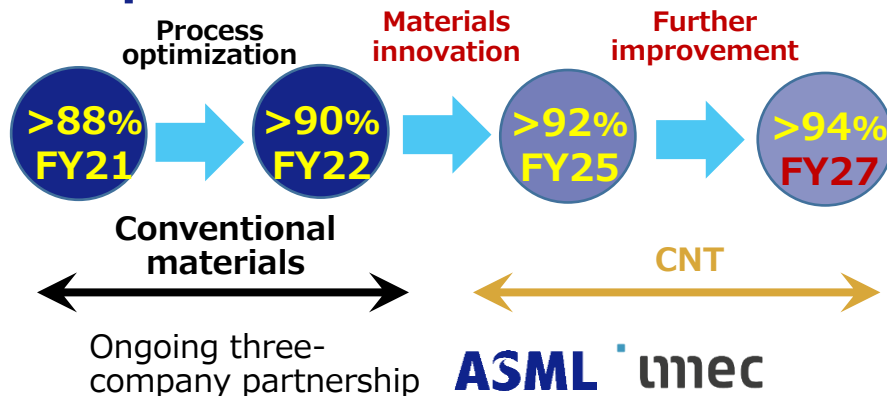 Process
optimization
Materials
innovation
Further
improvement
>88%
FY21
>90%
FY22
>92%
FY25
>94%
FY27
Conventional
materials
CNT
Ongoing three-
company partnership
ASML
imec